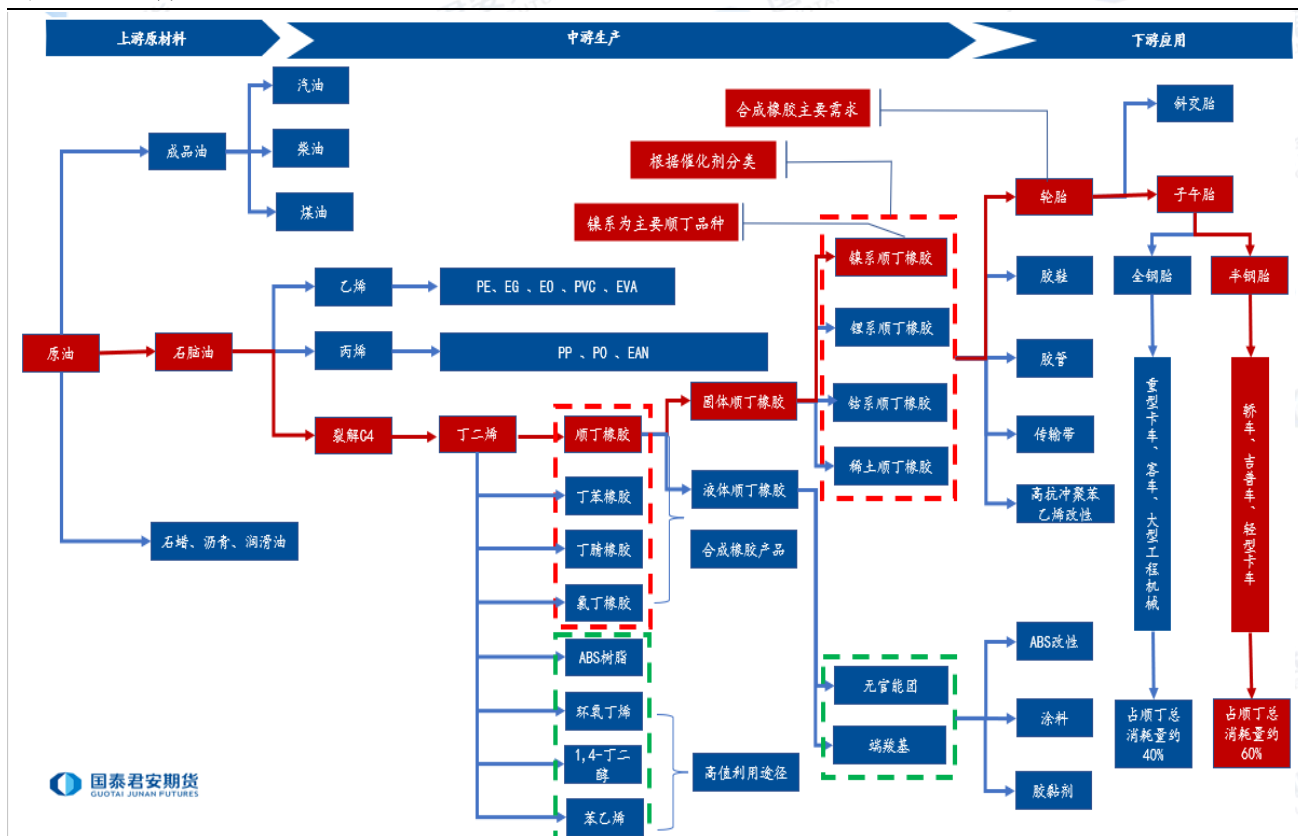 上游原材料
中游生产
下游应用
汽油
柴油
煤油
成品油
合成橡胶主要需求
根据催化剂分类
镍系为主要顺丁品种
斜交胎
轮胎
子午胎
乙烯
PE、EG 、EO 、PVC 、EVA
镍系顺丁橡胶
胶鞋
全钢胎
半钢胎
原油
石脑油
丙烯
PP 、PO 、EAN
锂系顺丁橡胶
胶管
裂解C4
丁二烯
顺丁橡胶
固体顺丁橡胶
钴系顺丁橡胶
传输带
重型卡车、客车、大型工程机械
轿车、吉普车、轻型卡车
丁苯橡胶
液体顺丁橡胶
稀土顺丁橡胶
高抗冲聚苯
乙烯改性
石蜡、沥青、润滑油
丁腈橡胶
合成橡胶产品
氯丁橡胶
ABS树脂
无官能团
ABS改性
环氧丁烯
端羧基
涂料
占顺丁总
消耗量约
40%
占顺丁总
消耗量约
60%
1,4-丁二
醇
高值利用途径
苯乙烯
胶黏剂
国泰君安期货
GUOTAI JUNAN FUTURES